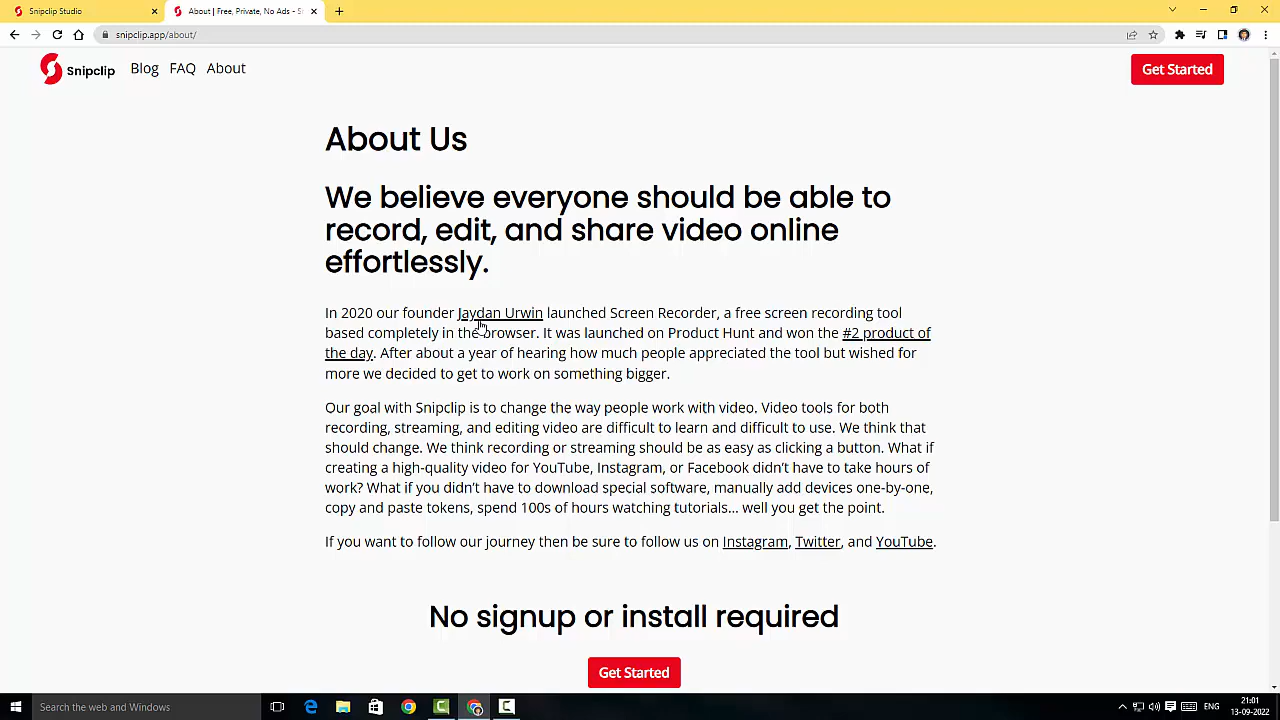 Snipclip Studio
About | Free, Private, No Ads - S
snipclip.app/about/
Snipclip
Blog FAQ About
Get Started
About Us
We believe everyone should be able to
record, edit, and share video online
effortlessly.
In 2020 our founder Jaydan Urwin launched Screen Recorder, a free screen recording tool
based completely in the browser. It was launched on Product Hunt and won the #2 product of
the day. After about a year of hearing how much people appreciated the tool but wished for
more we decided to get to work on something bigger.
Our goal with Snipclip is to change the way people work with video. Video tools for both
recording, streaming, and editing video are difficult to learn and difficult to use. We think that
should change. We think recording or streaming should be as easy as clicking a button. What if
creating a high-quality video for YouTube, Instagram, or Facebook didn't have to take hours of
work? What if you didn't have to download special software, manually add devices one-by-one,
copy and paste tokens, spend 100s of hours watching tutorials... well you get the point.
If you want to follow our journey then be sure to follow us on Instagram, Twitter, and YouTube.
No signup or install required
Get Started
Search the web and Windows
ENG
21:01
13-09-2022